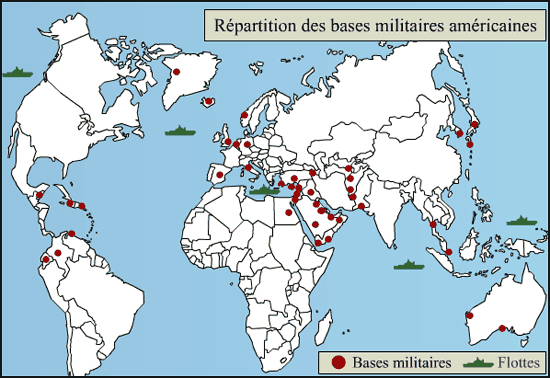 Répartition des bases militaires américaines
Bases militaires Flottes